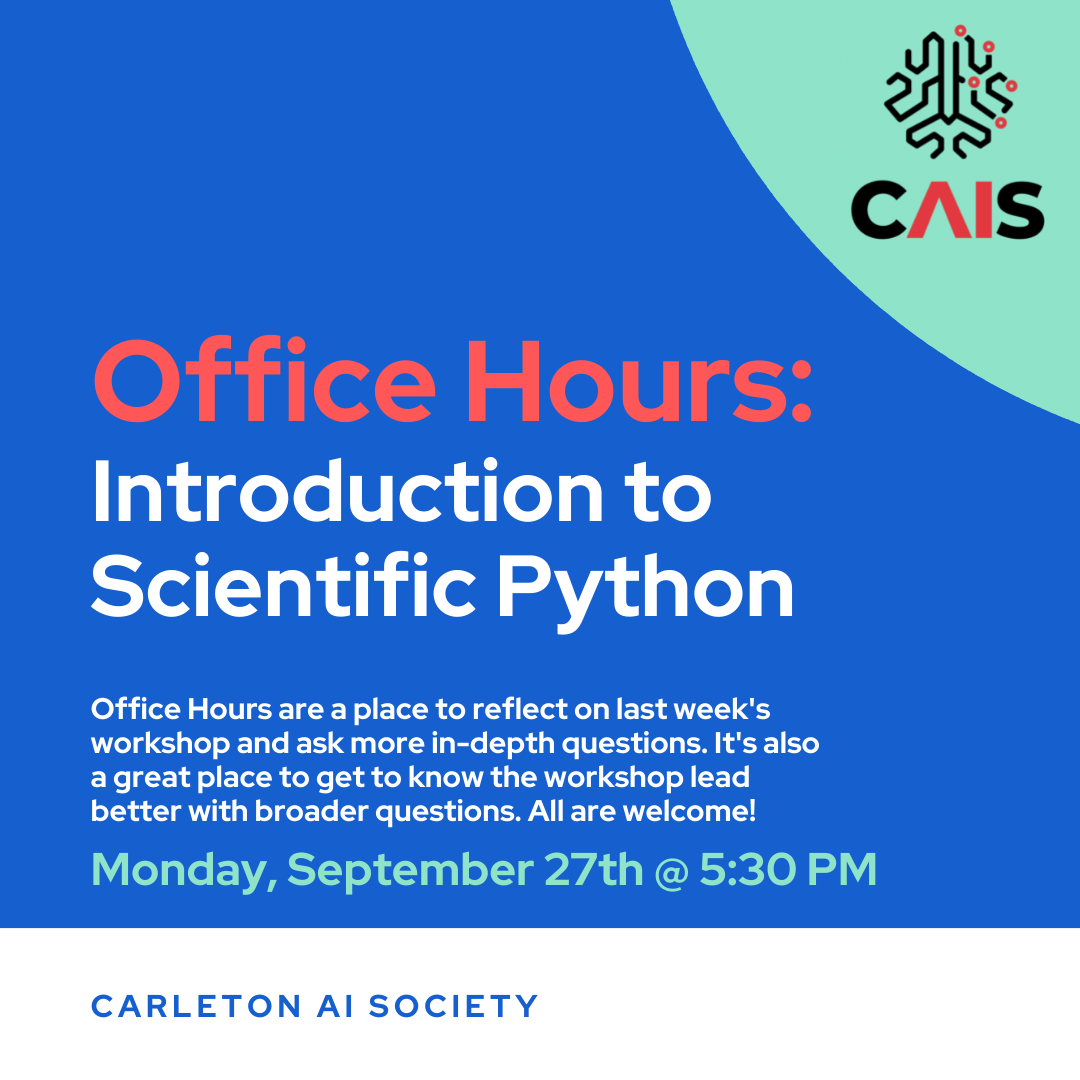 CAIS
Office Hours:
Introduction to
Scientific Python
Office Hours are a place to reflect on last week's
workshop and ask more in-depth questions. It's also
a great place to get to know the workshop lead
better with broader questions. All are welcome!
Monday, September 27th @ 5:30 PM
CARLETON AI SOCIETY